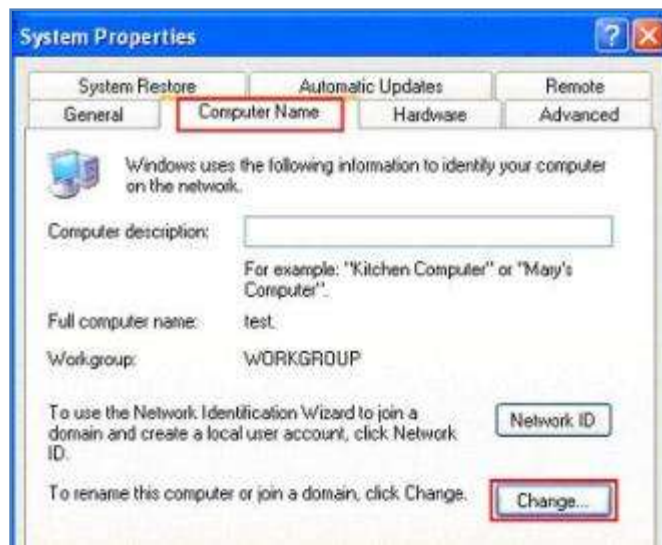 System Properties
System Restore Automatic Updates Remote
General Computer Name Hardware Advanced
Windows uses the following information to identify your computer
on the network.
Computer description:
For example: "Kitchen Computer" or "Mary's
Computer".
Full computer name: test.
Workgroup: WORKGROUP
To use the Network Identification Wizard to join a
domain and create a local user account, click Network
ID.
Network ID
To rename this computer or join a domain, click Change.
Change...